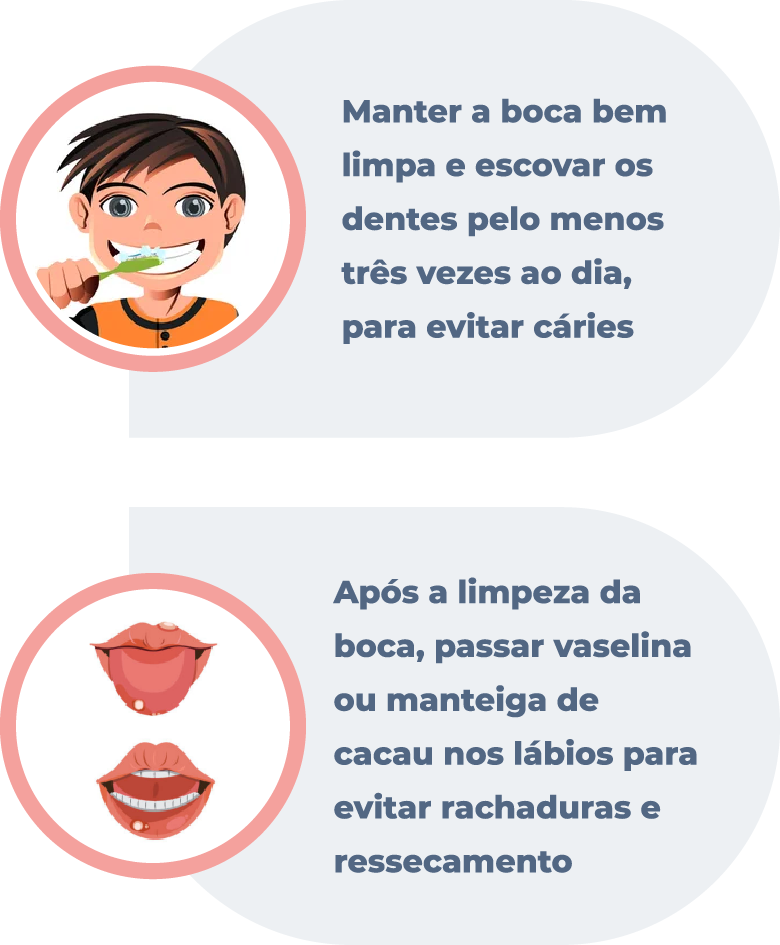 Manter a boca bem
limpa e escovar os
dentes pelo menos
três vezes ao dia,
para evitar cáries
Após a limpeza da
boca, passar vaselina
ou manteiga de
cacau nos lábios para
evitar rachaduras e
ressecamento